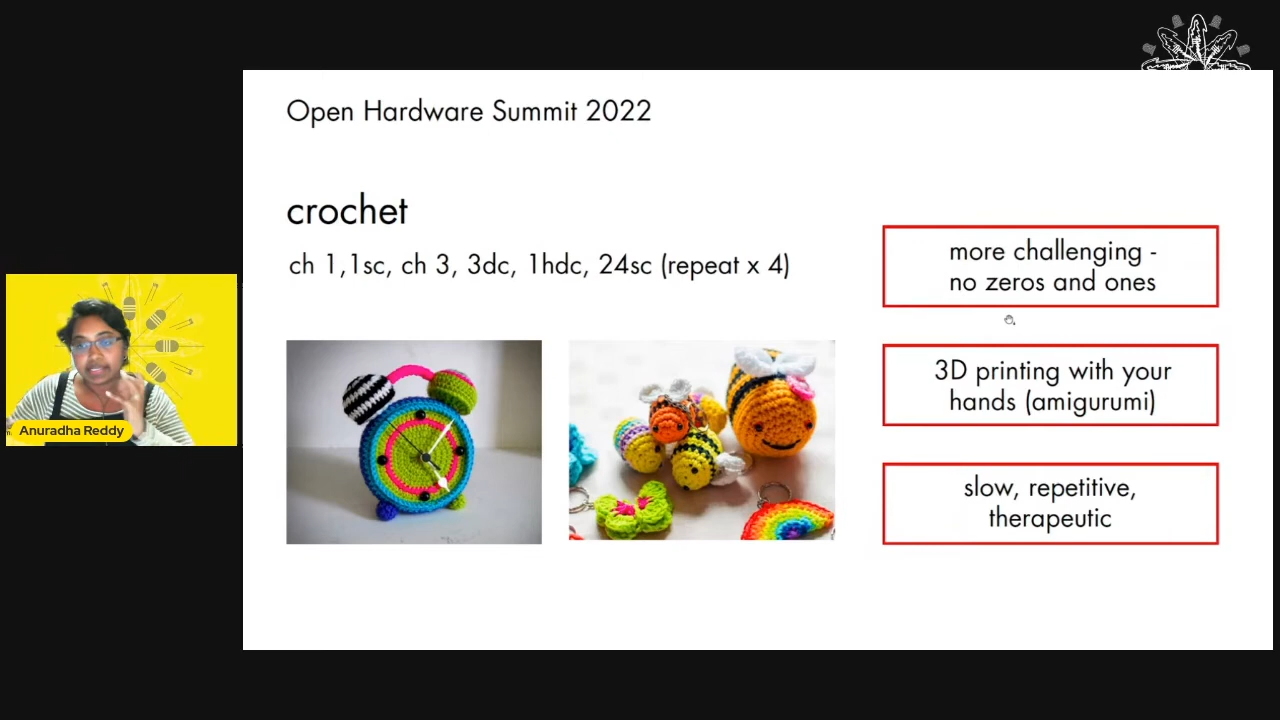 Open Hardware Summit 2022
crochet
ch 1,1sc, ch 3, 3dc, 1hdc, 24sc (repeat x 4)
more challenging -
no zeros and ones
3D printing with your
hands (amigurumi)
slow, repetitive,
therapeutic
Anuradha Reddy